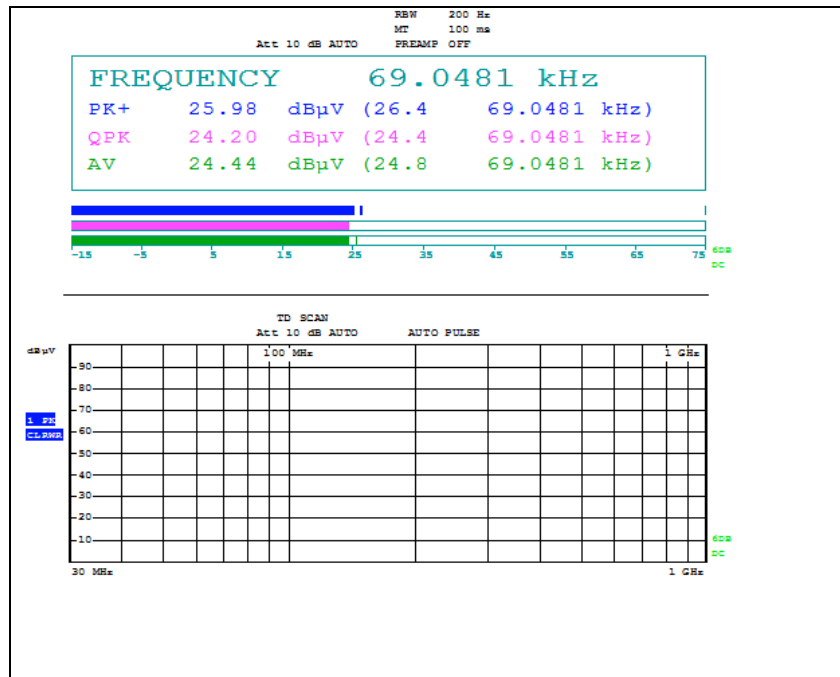 RBW 200 Hz
MT 100 ms
Att 10 dB AUTO PREAMP OFF
FREQUENCY 69.0481 kHz
PK+ 25.98 dBµV (26.4 69.0481 kHz)
QPK 24.20 dBµV (24.4 69.0481 kHz)
AV 24.44 dBµV (24.8 69.0481 kHz)
-15 -5 5 15 25 35 45 55 65 75
6DB
DC
TD SCAN
Att 10 dB AUTO AUTO PULSE
dBµV
100 MHz 1 GHz
90
80
70
1 PK
CLRWR
60
50
40
30
20
10
6DB
DC
30 MHz 1 GHz